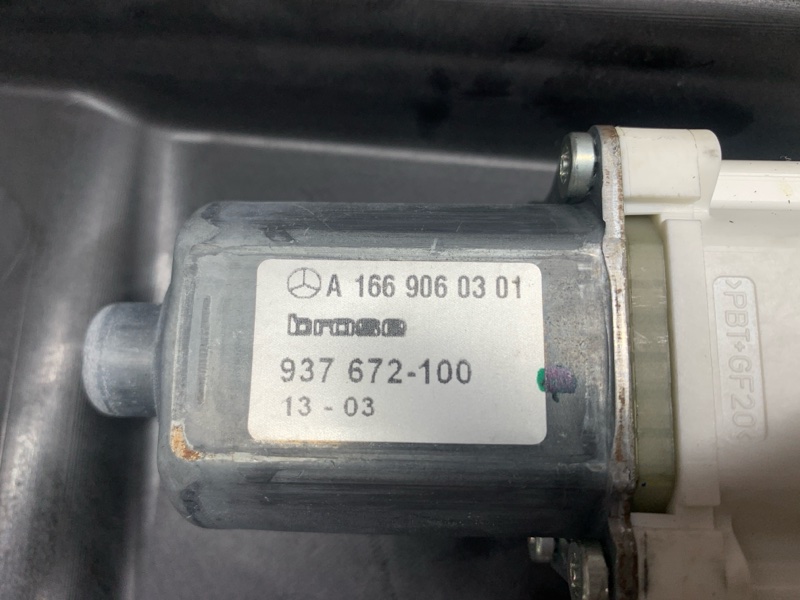 A 166 906 03 01
brose
937 672-100
13 - 03
>PBT+GF20<